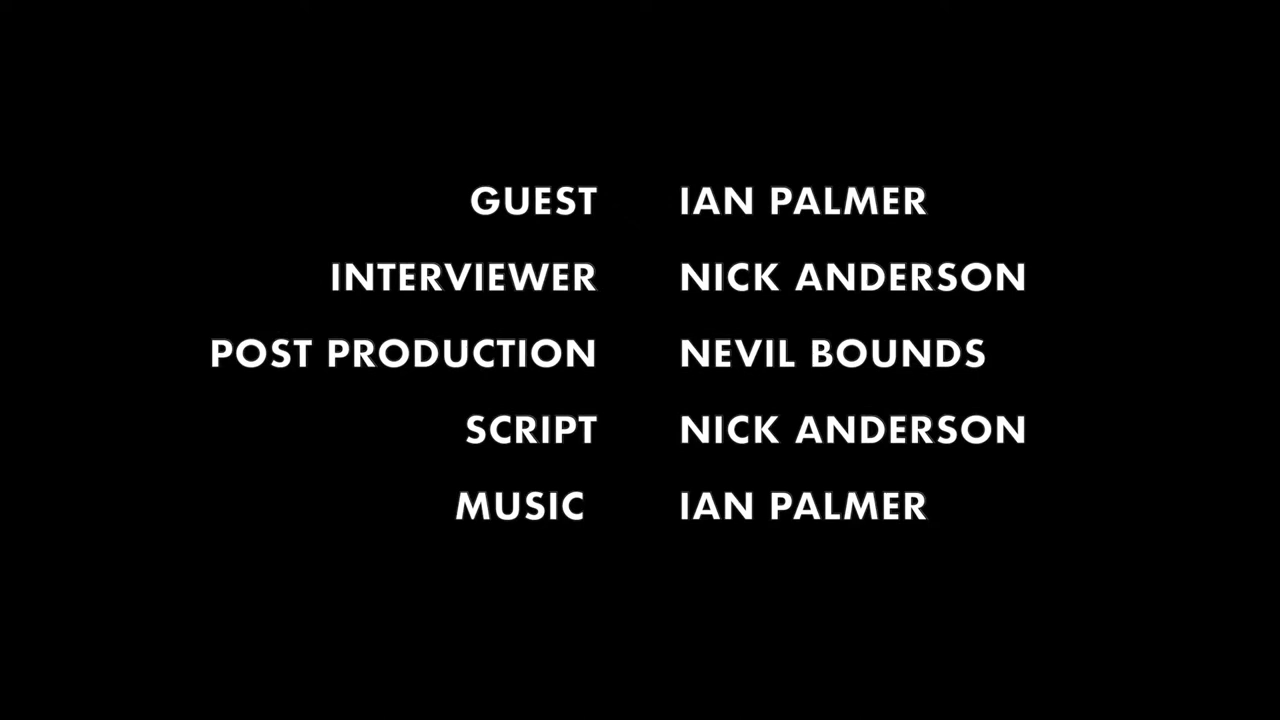 GUEST IAN PALMER
INTERVIEWER NICK ANDERSON
POST PRODUCTION NEVIL BOUNDS
SCRIPT NICK ANDERSON
MUSIC IAN PALMER